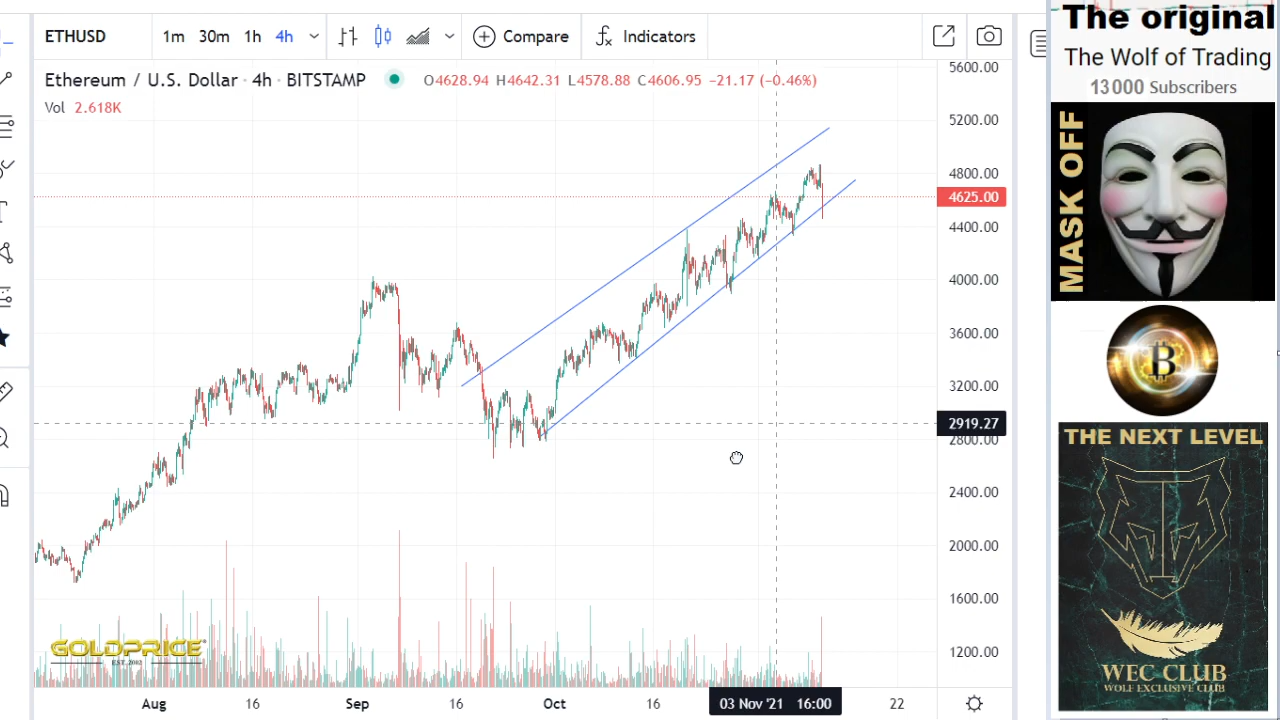 ETHUSD
1m 30m 1h 4h
Compare
Indicators
Ethereum / U.S. Dollar · 4h · BITSTAMP
O4628.94 H4642.31 L4578.88 C4606.95 −21.17 (−0.46%)
Vol 2.618K
5600.00
5200.00
4800.00
4625.00
4400.00
4000.00
3600.00
3200.00
2919.27
2800.00
2400.00
2000.00
1600.00
1200.00
Aug
16
Sep
16
Oct
16
03 Nov '21 16:00
22
GOLDPRICE
EST.2002
The original
The Wolf of Trading
13000 Subscribers
MASK OFF
B
THE NEXT LEVEL
WEC CLUB
WOLF EXCLUSIVE CLUB